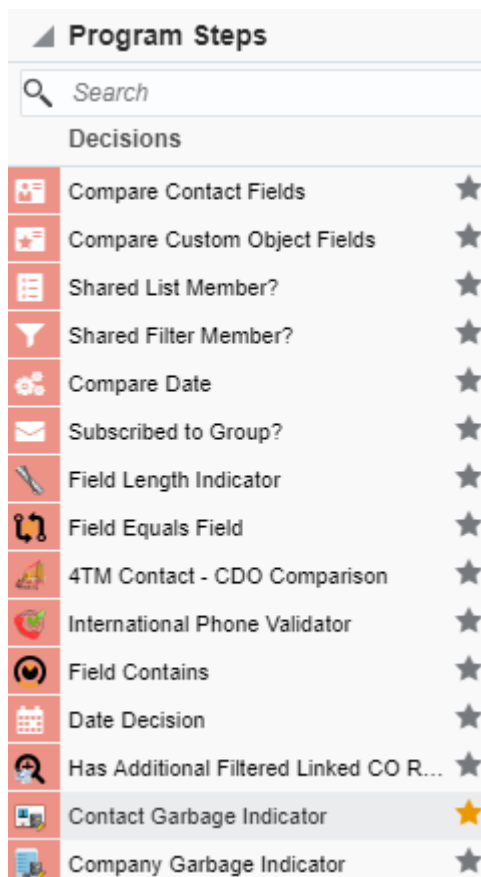 Program Steps
Search
Decisions
Compare Contact Fields
Compare Custom Object Fields
Shared List Member?
Shared Filter Member?
Compare Date
Subscribed to Group?
Field Length Indicator
Field Equals Field
4TM Contact - CDO Comparison
International Phone Validator
Field Contains
Date Decision
Has Additional Filtered Linked CO R...
Contact Garbage Indicator
Company Garbage Indicator